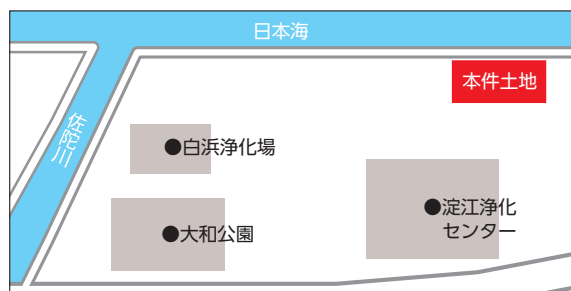 日本海
本件土地
佐陀川
●白浜浄化場
●大和公園
●淀江浄化
センター